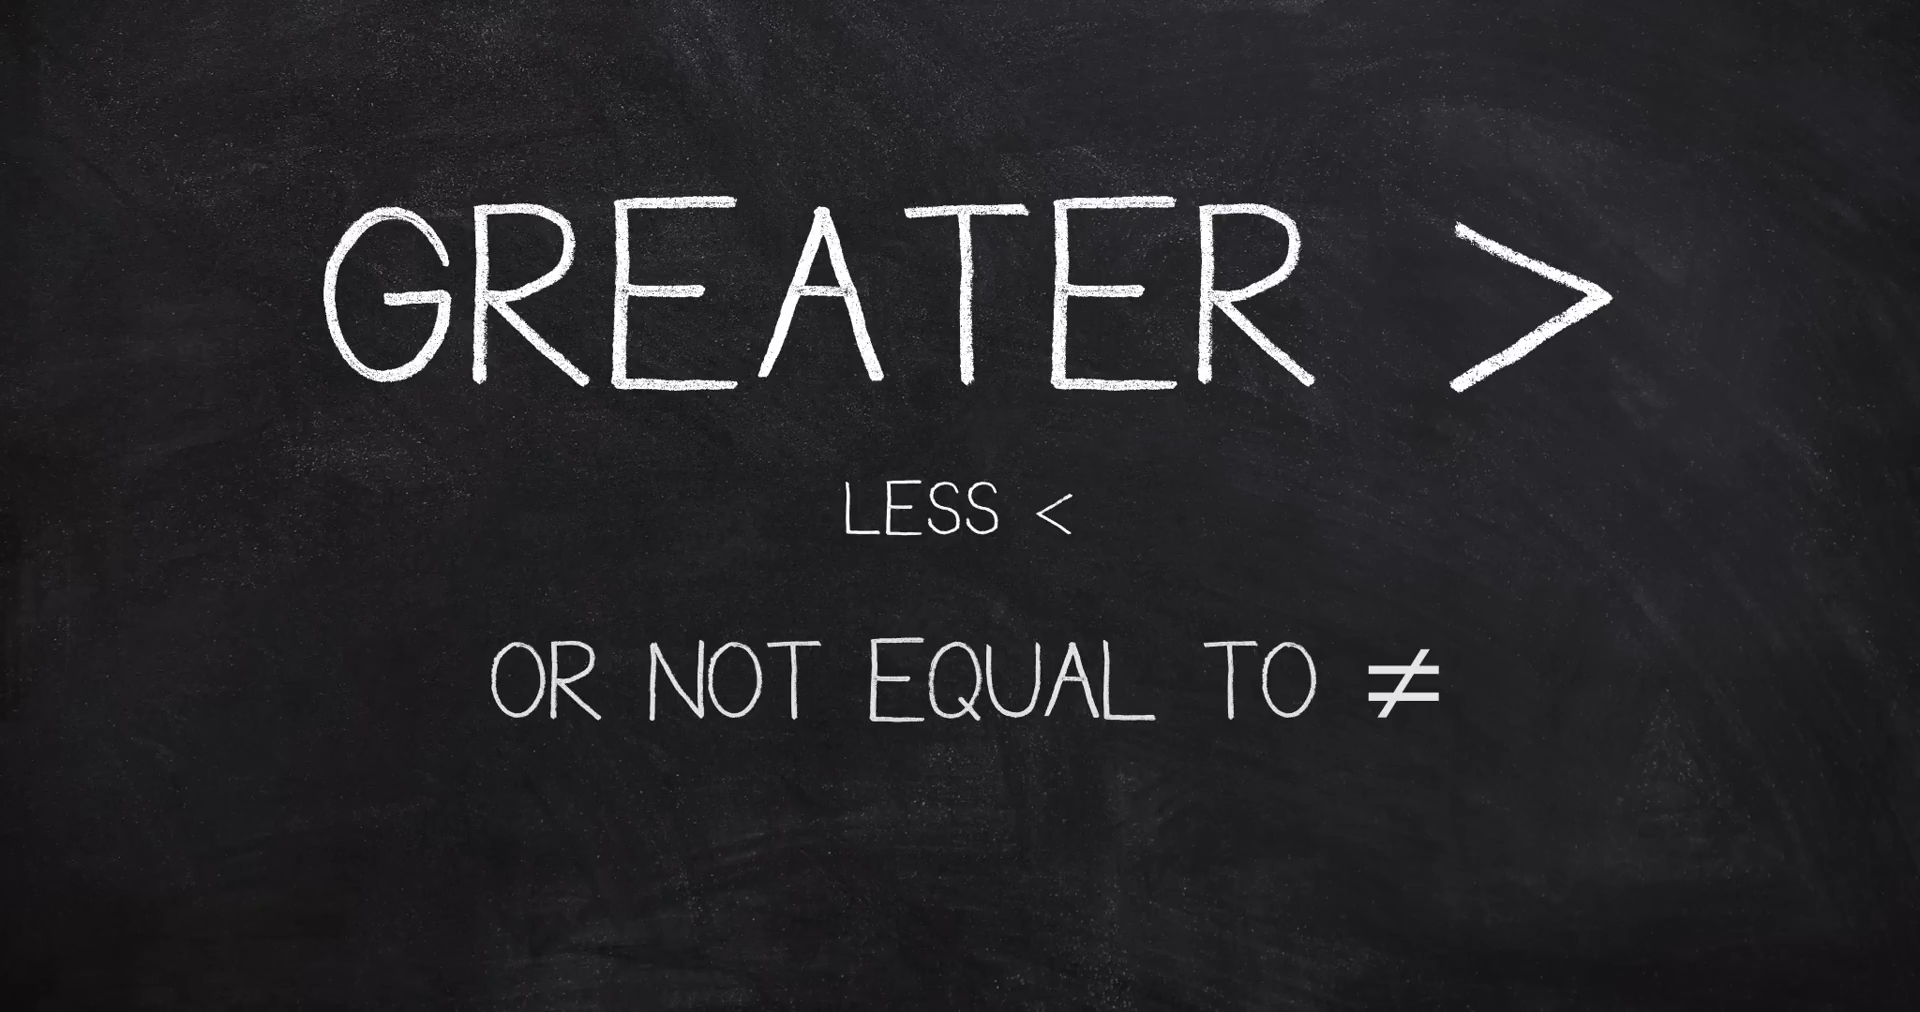 GREATER >
LESS <
OR NOT EQUAL TO ≠